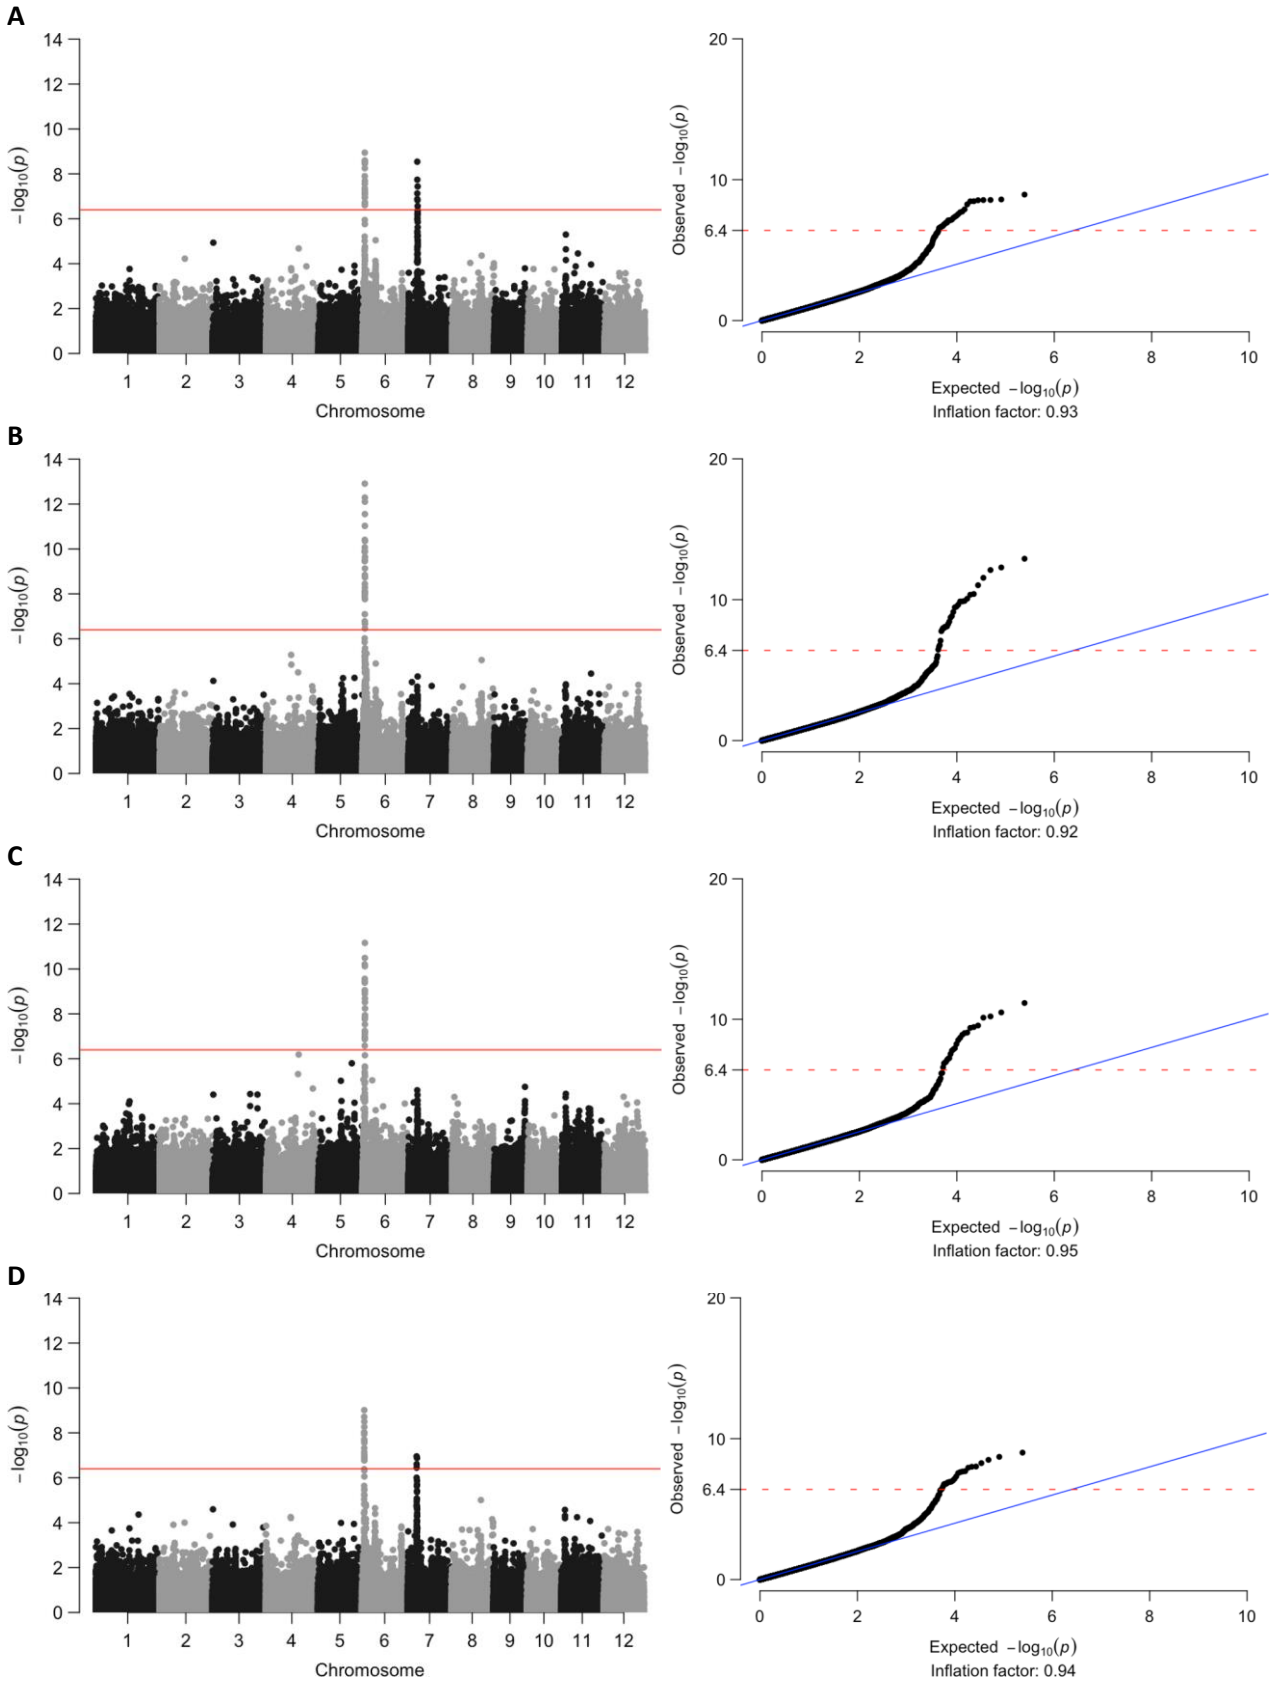 A
14
12
10
8
6
4
2
0
−log10(p)
1 2 3 4 5 6 7 8 9 10 11 12
Chromosome
20
10
6.4
0
Observed −log10(p)
0 2 4 6 8 10
Expected −log10(p)
Inflation factor: 0.93
B
14
12
10
8
6
4
2
0
−log10(p)
1 2 3 4 5 6 7 8 9 10 11 12
Chromosome
20
10
6.4
0
Observed −log10(p)
0 2 4 6 8 10
Expected −log10(p)
Inflation factor: 0.92
C
14
12
10
8
6
4
2
0
−log10(p)
1 2 3 4 5 6 7 8 9 10 11 12
Chromosome
20
10
6.4
0
Observed −log10(p)
0 2 4 6 8 10
Expected −log10(p)
Inflation factor: 0.95
D
14
12
10
8
6
4
2
0
−log10(p)
1 2 3 4 5 6 7 8 9 10 11 12
Chromosome
20
10
6.4
0
Observed −log10(p)
0 2 4 6 8 10
Expected −log10(p)
Inflation factor: 0.94